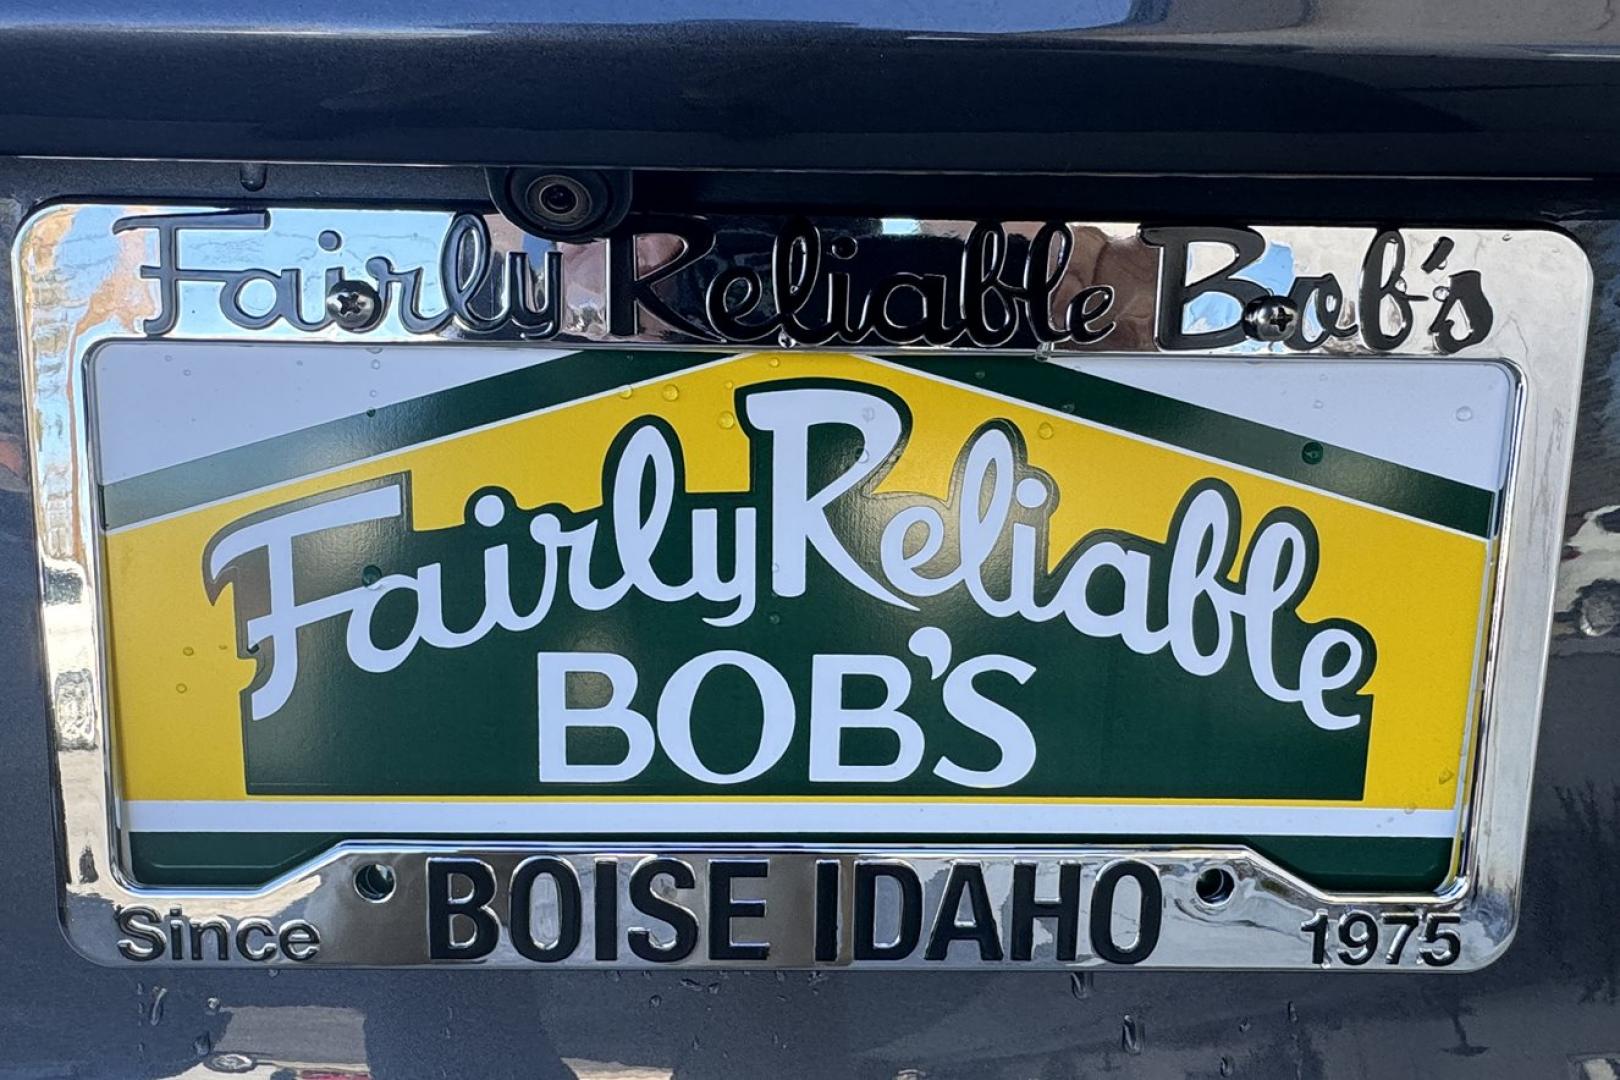 Fairly Reliable Bob's
Fairly Reliable
BOB'S
BOISE IDAHO
Since 1975